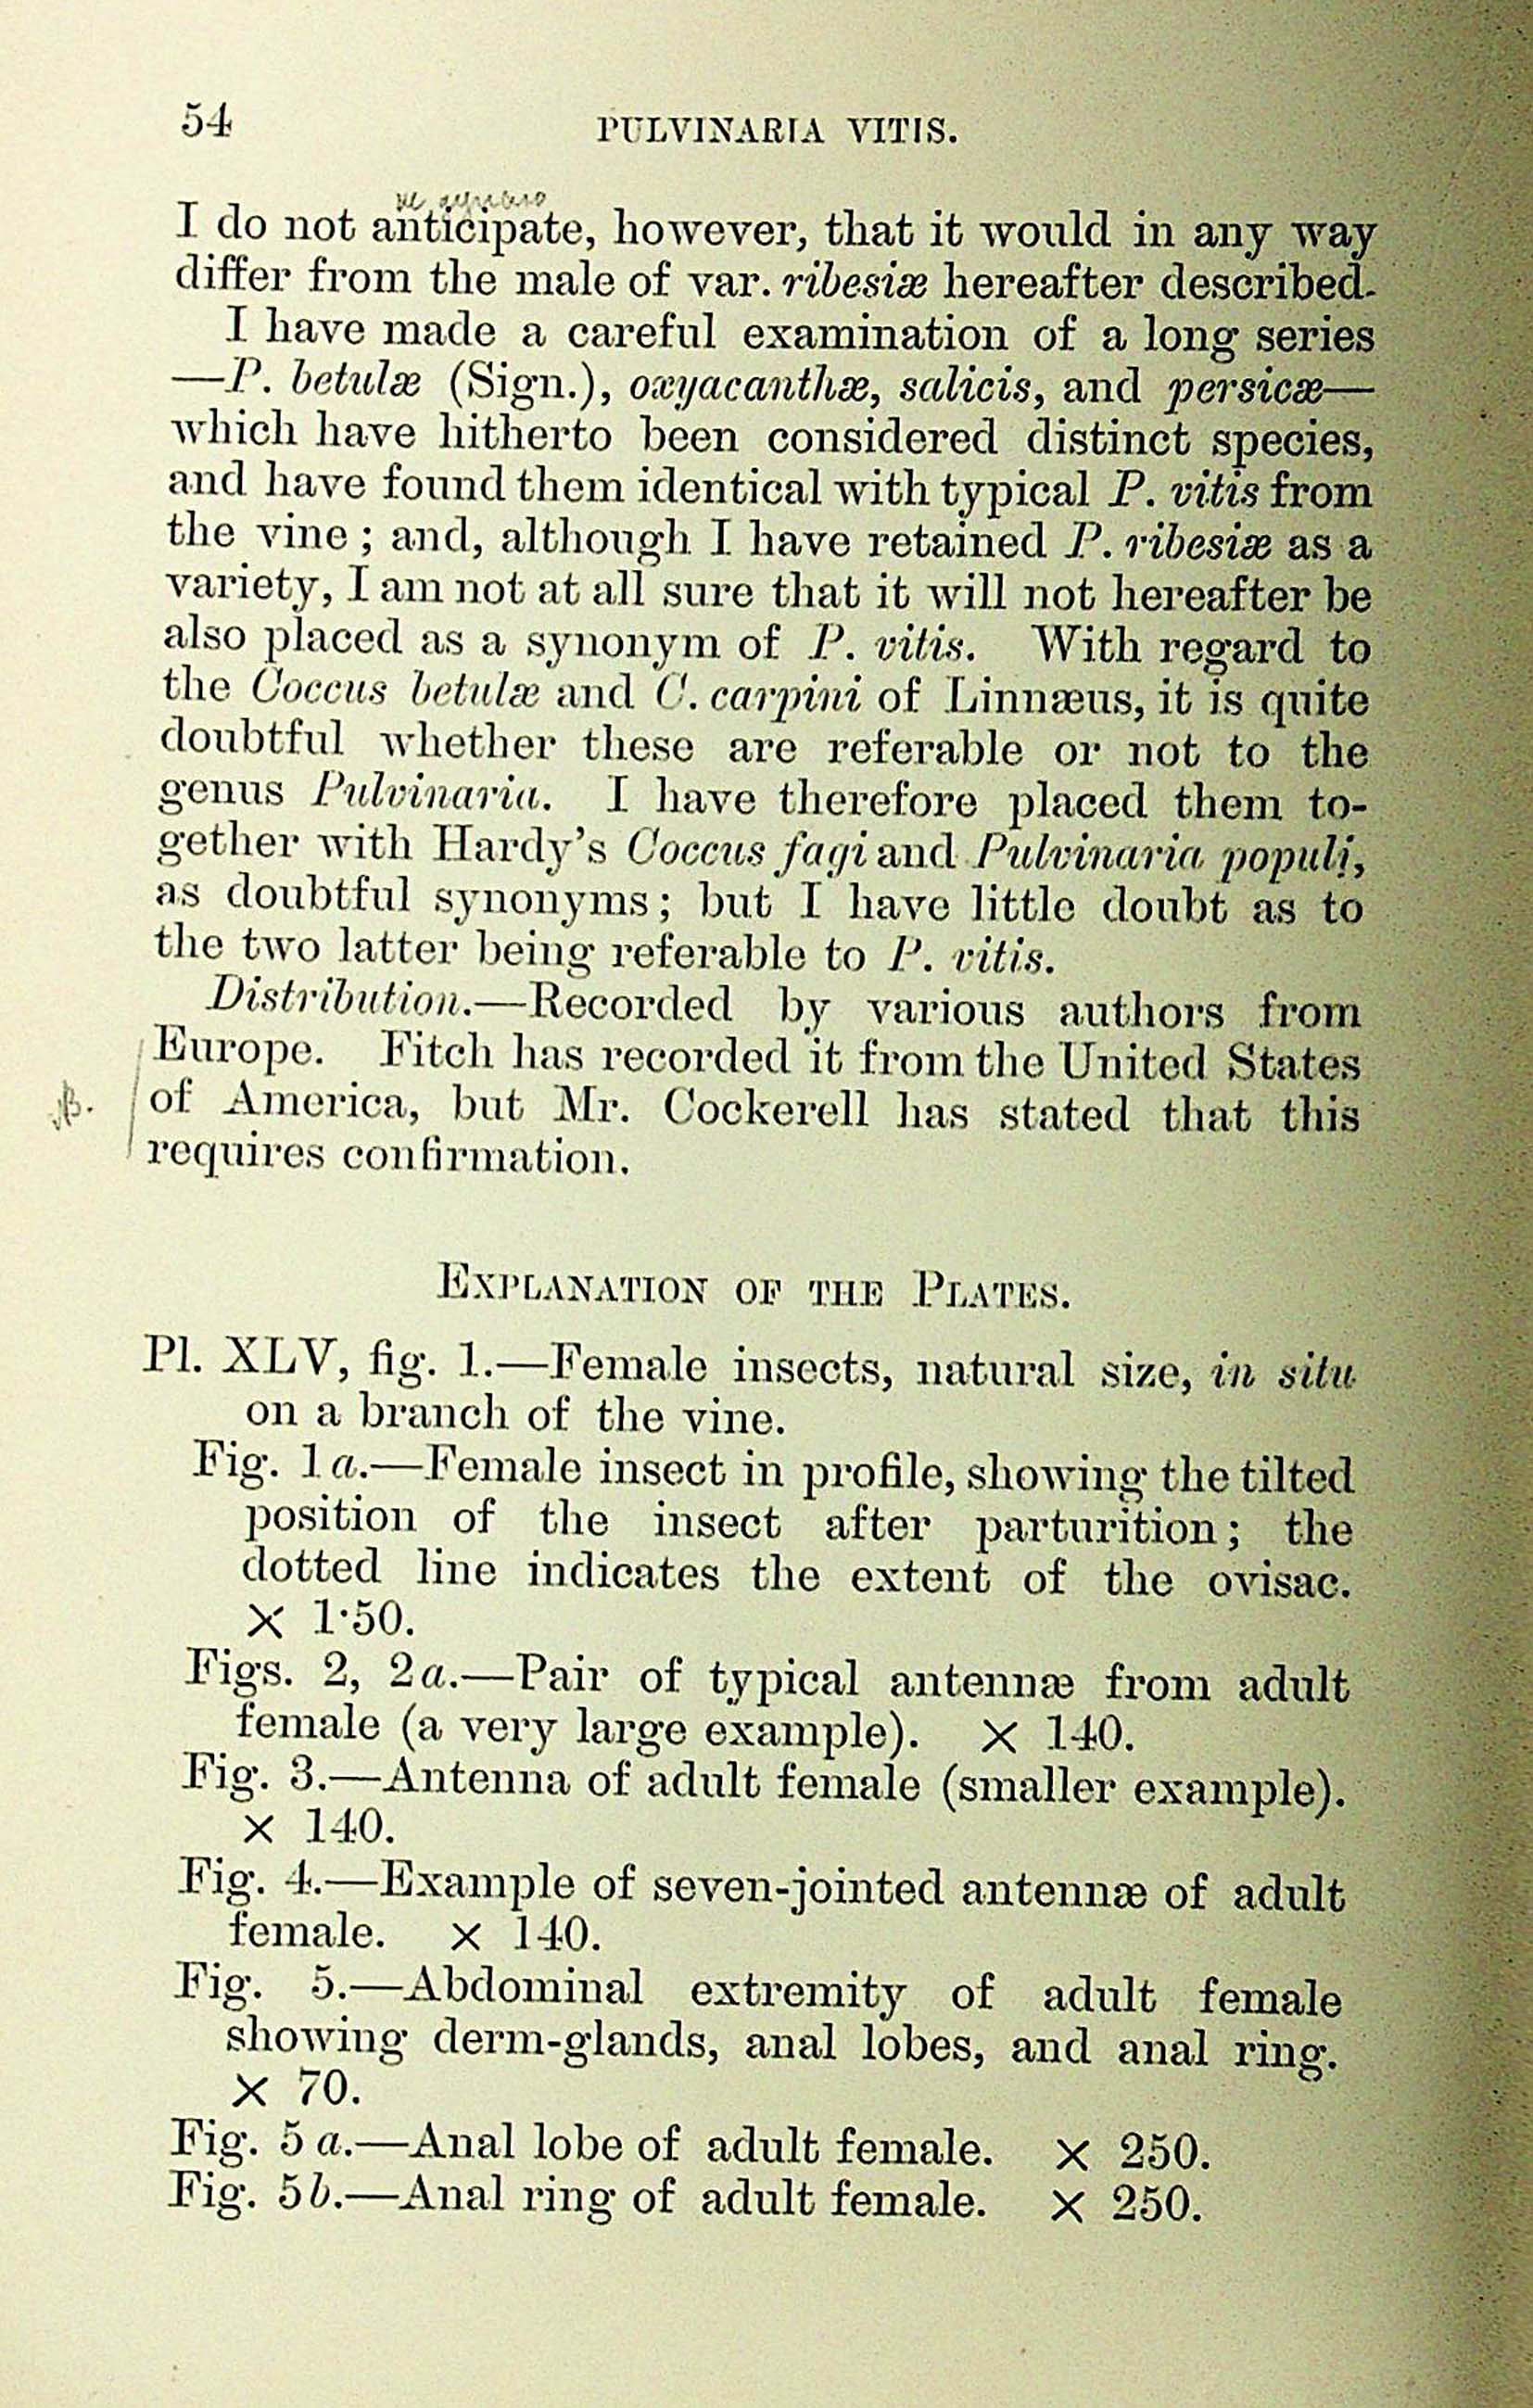 54
PULVINARIA VITIS.
I do not anticipate, however, that it would in any way
differ from the male of var. ribesiæ hereafter described.
I have made a careful examination of a long series
—P. betulæ (Sign.), oxyacanthæ, salicis, and persicæ—
which have hitherto been considered distinct species,
and have found them identical with typical P. vitis from
the vine ; and, although I have retained P. ribesiæ as a
variety, I am not at all sure that it will not hereafter be
also placed as a synonym of P. vitis. With regard to
the Coccus betulæ and C. carpini of Linnæus, it is quite
doubtful whether these are referable or not to the
genus Pulvinaria. I have therefore placed them to-
gether with Hardy's Coccus fagi and Pulvinaria populi,
as doubtful synonyms; but I have little doubt as to
the two latter being referable to P. vitis.
Distribution.—Recorded by various authors from
Europe. Fitch has recorded it from the United States
of America, but Mr. Cockerell has stated that this
requires confirmation.
EXPLANATION OF THE PLATES.
Pl. XLV, fig. 1.—Female insects, natural size, in situ
on a branch of the vine.
Fig. 1a.—Female insect in profile, showing the tilted
position of the insect after parturition; the
dotted line indicates the extent of the ovisac.
× 1·50.
Figs. 2, 2a.—Pair of typical antennæ from adult
female (a very large example). × 140.
Fig. 3.—Antenna of adult female (smaller example).
× 140.
Fig. 4.—Example of seven-jointed antennæ of adult
female. × 140.
Fig. 5.—Abdominal extremity of adult female
showing derm-glands, anal lobes, and anal ring.
× 70.
Fig. 5a.—Anal lobe of adult female. × 250.
Fig. 5b.—Anal ring of adult female. × 250.